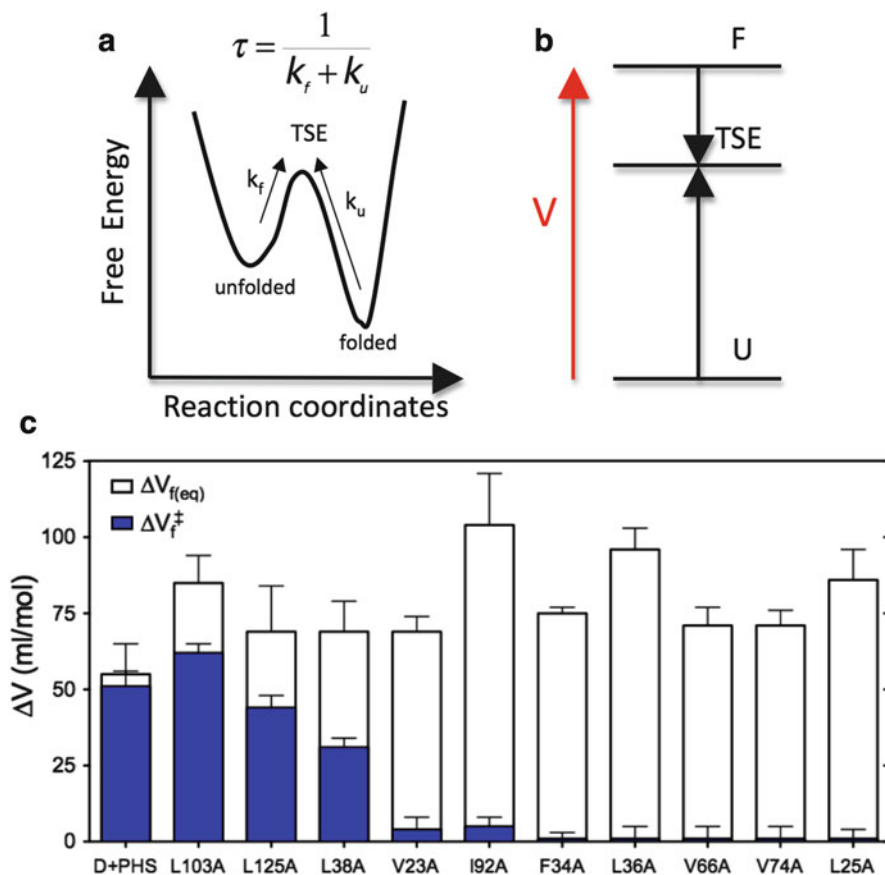 a
τ = 1 / (k_f + k_u)
TSE
k_f
k_u
unfolded
folded
Free Energy
Reaction coordinates
b
F
TSE
V
U
c
125
100
75
50
25
0
ΔV (ml/mol)
ΔV_f(eq)
ΔV_f^‡
D+PHS L103A L125A L38A V23A I92A F34A L36A V66A V74A L25A